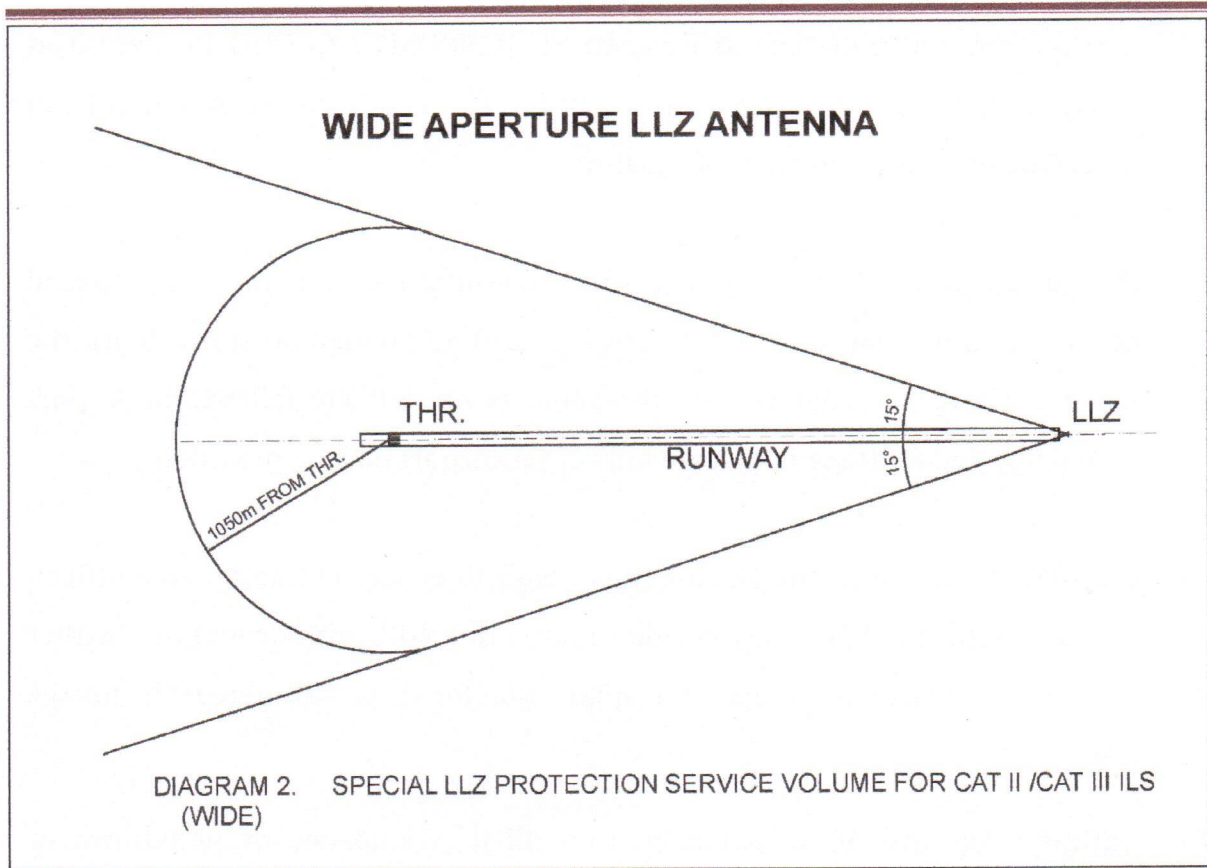 WIDE APERTURE LLZ ANTENNA
15°
THR.
LLZ
RUNWAY
15°
1050m FROM THR.
DIAGRAM 2. SPECIAL LLZ PROTECTION SERVICE VOLUME FOR CAT II /CAT III ILS
(WIDE)